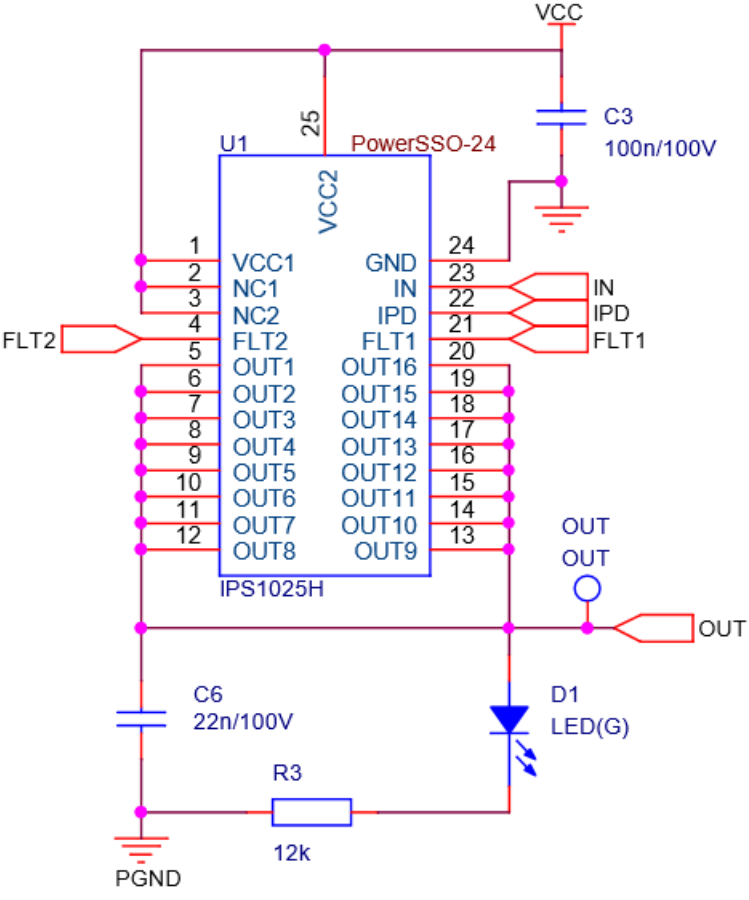 VCC
C3
100n/100V
U1
PowerSSO-24
25
VCC2
1
VCC1
GND
24
2
NC1
IN
23
IN
3
NC2
IPD
22
IPD
FLT2
4
FLT2
FLT1
21
FLT1
5
OUT1
OUT16
20
6
OUT2
OUT15
19
7
OUT3
OUT14
18
8
OUT4
OUT13
17
9
OUT5
OUT12
16
10
OUT6
OUT11
15
11
OUT7
OUT10
14
12
OUT8
OUT9
13
IPS1025H
OUT
OUT
OUT
C6
22n/100V
D1
LED(G)
R3
12k
PGND